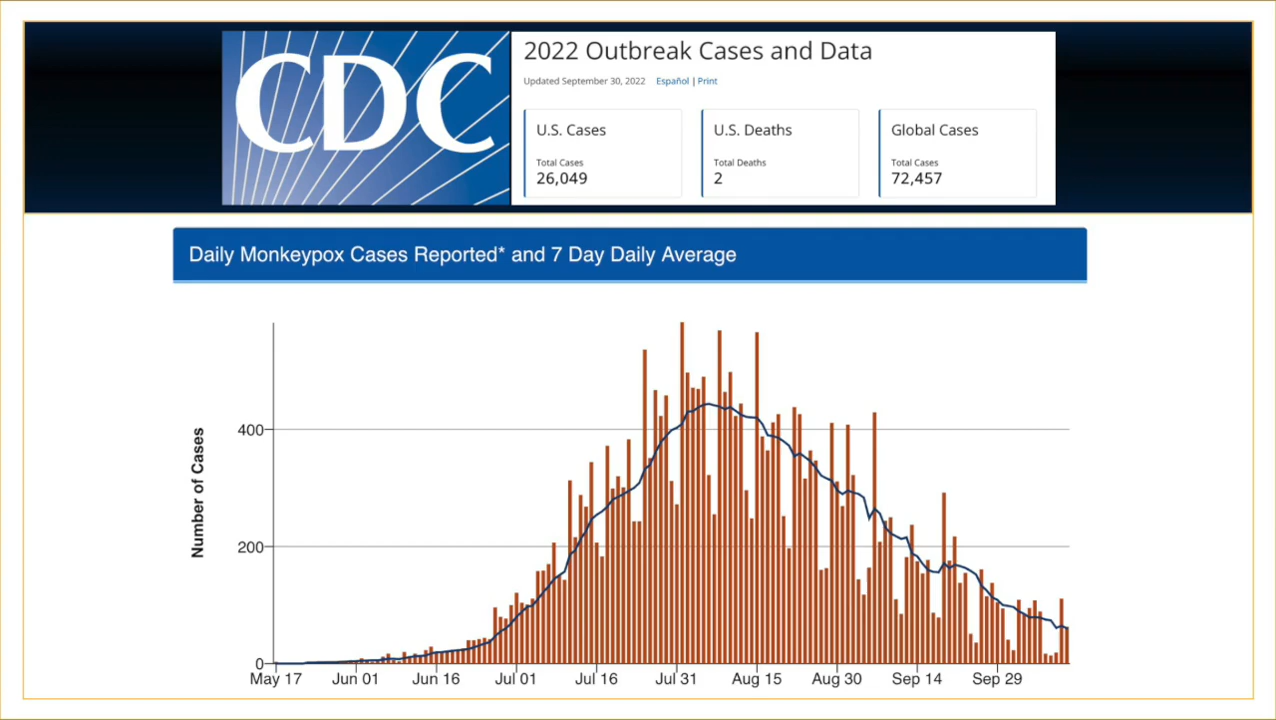 CDC
2022 Outbreak Cases and Data
Updated September 30, 2022 Español | Print
U.S. Cases
Total Cases
26,049
U.S. Deaths
Total Deaths
2
Global Cases
Total Cases
72,457
Daily Monkeypox Cases Reported* and 7 Day Daily Average
Number of Cases
400
200
0
May 17 Jun 01 Jun 16 Jul 01 Jul 16 Jul 31 Aug 15 Aug 30 Sep 14 Sep 29